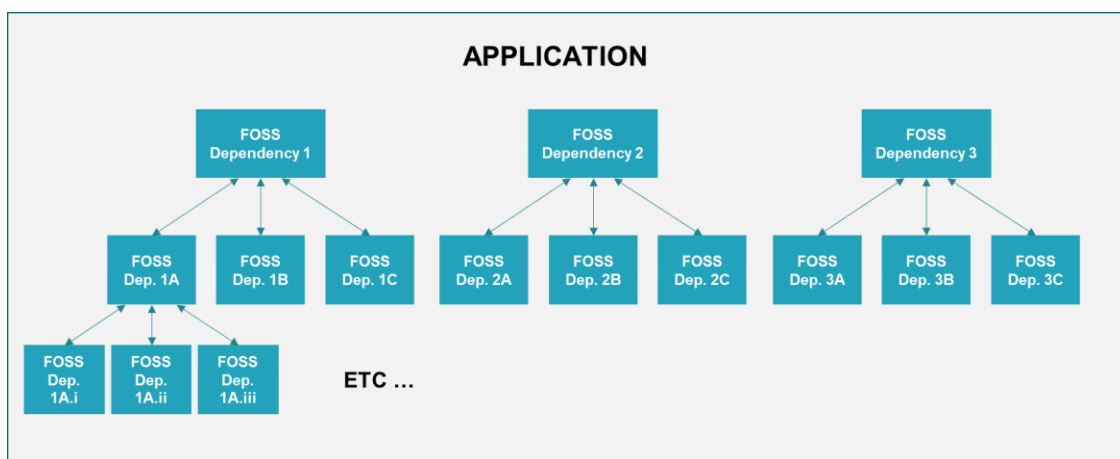 APPLICATION
FOSS
Dependency 1
FOSS
Dependency 2
FOSS
Dependency 3
FOSS
Dep. 1A
FOSS
Dep. 1B
FOSS
Dep. 1C
FOSS
Dep. 2A
FOSS
Dep. 2B
FOSS
Dep. 2C
FOSS
Dep. 3A
FOSS
Dep. 3B
FOSS
Dep. 3C
FOSS
Dep.
1A.i
FOSS
Dep.
1A.ii
FOSS
Dep.
1A.iii
ETC ...